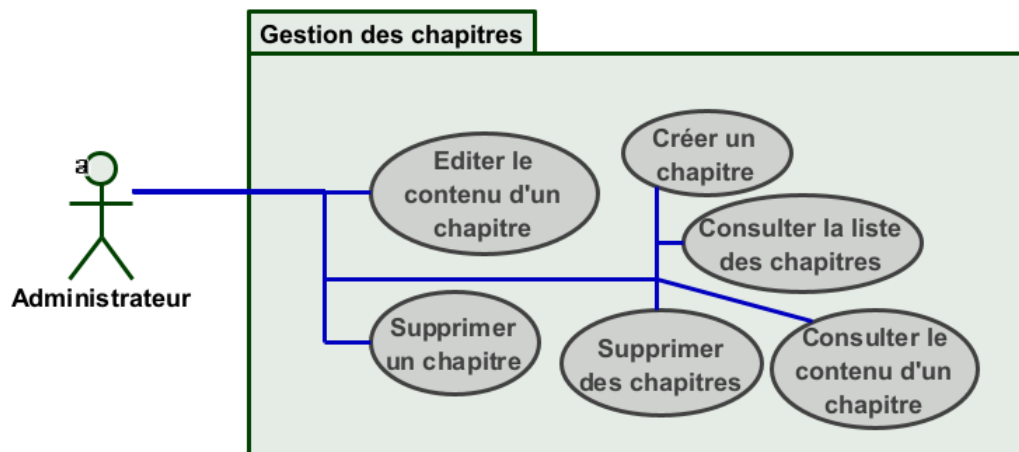 Gestion des chapitres
a
Administrateur
Editer le
contenu d'un
chapitre
Créer un
chapitre
Consulter la liste
des chapitres
Supprimer
un chapitre
Supprimer
des chapitres
Consulter le
contenu d'un
chapitre